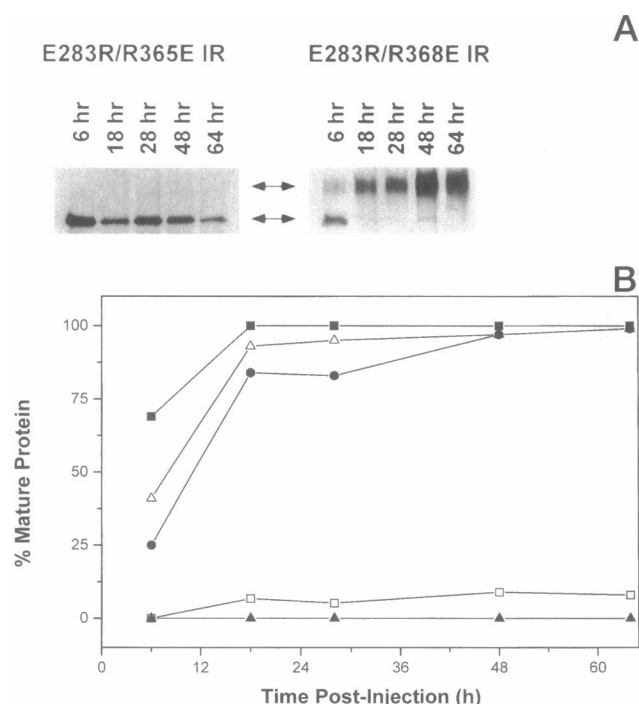 A
E283R/R365E IR
E283R/R368E IR
6 hr
18 hr
28 hr
48 hr
64 hr
6 hr
18 hr
28 hr
48 hr
64 hr
B
100
75
50
25
0
% Mature Protein
0
12
24
36
48
60
Time Post-Injection (h)